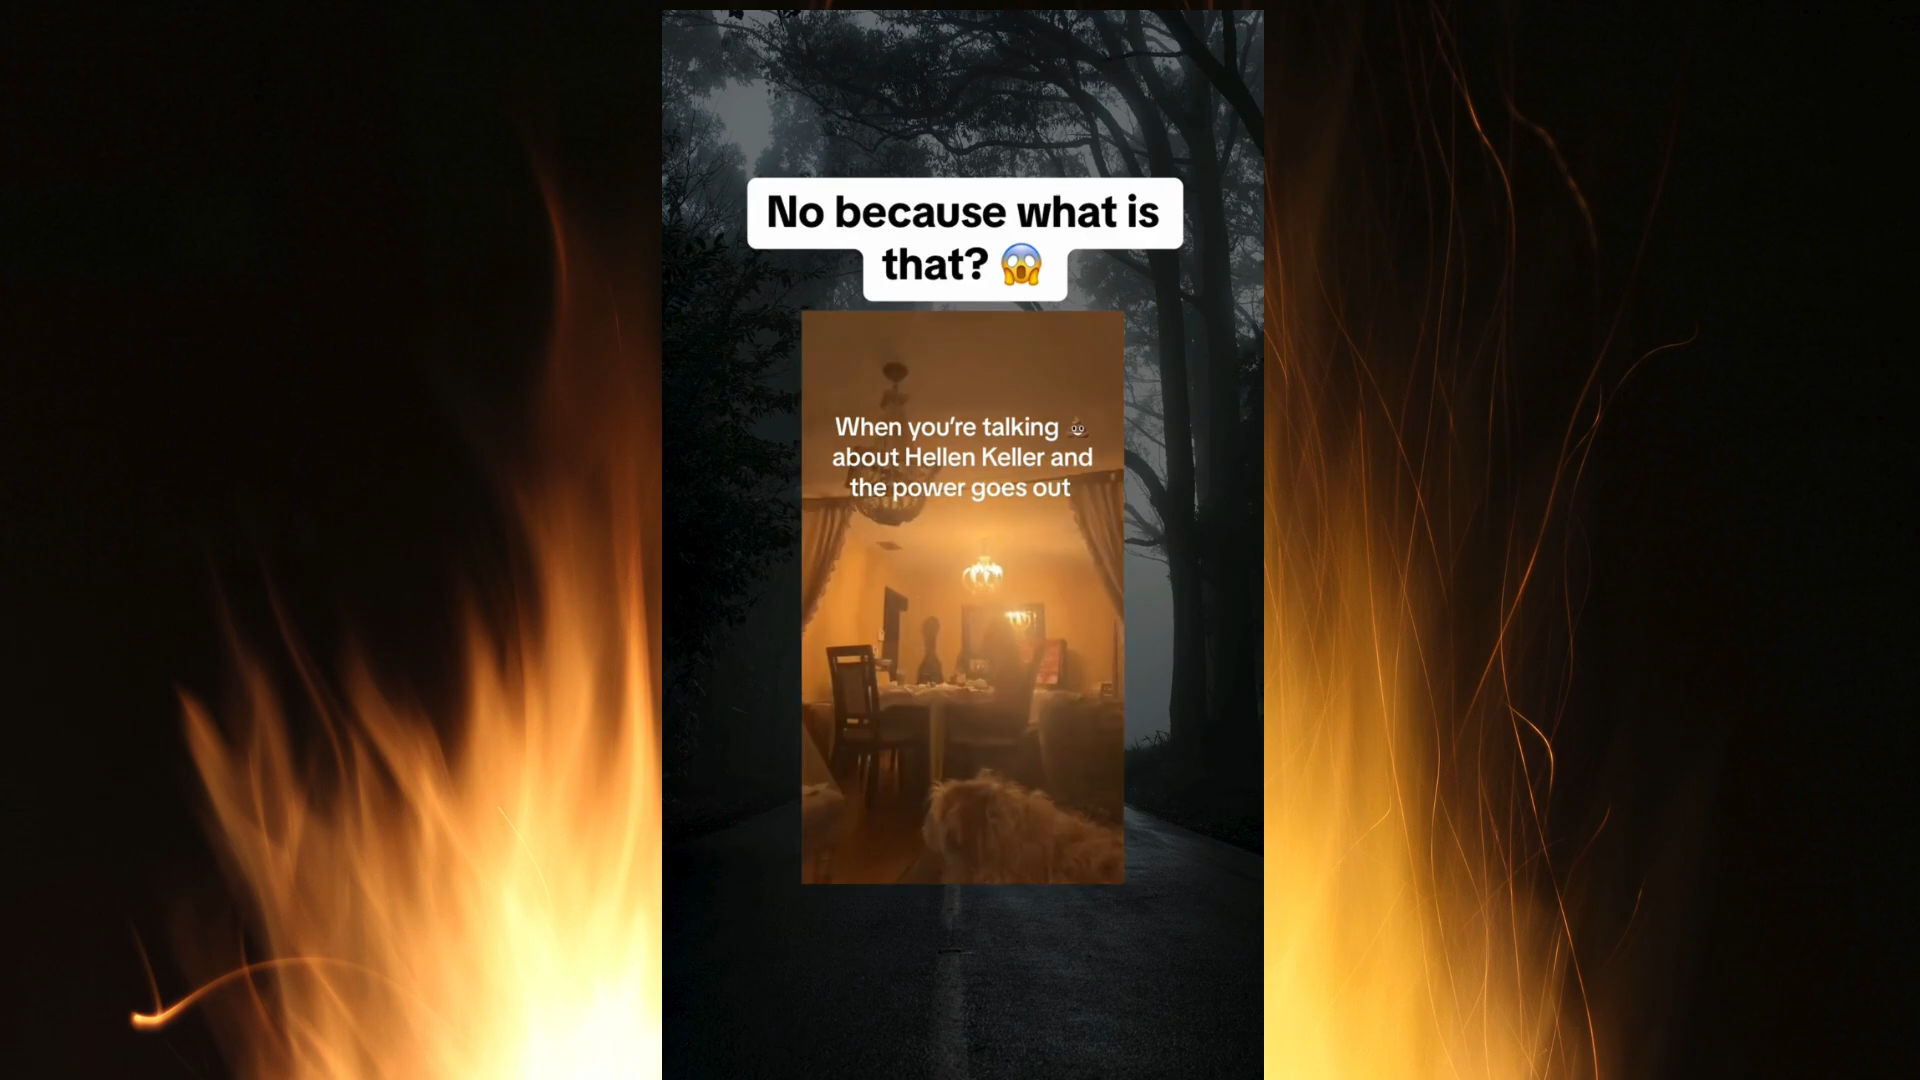 No because what is
that? 😱
When you're talking 💩
about Hellen Keller and
the power goes out